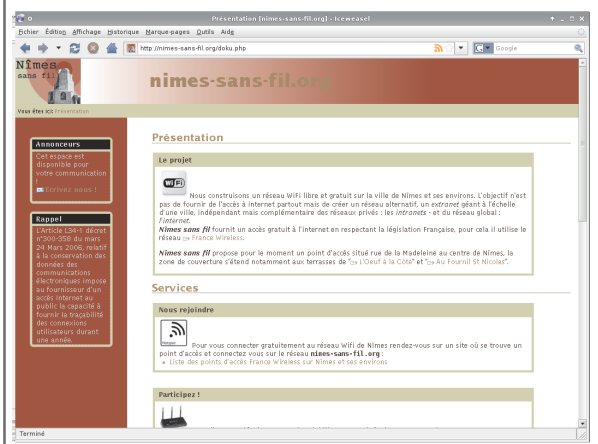 Présentation [nimes-sans-fil.org] - Iceweasel
Fichier Édition Affichage Historique Marque-pages Outils Aide
http://nimes-sans-fil.org/doku.php
Google
Nîmes
sans fil
nimes-sans-fil.org
Vous êtes ici: Présentation
Annonceurs
Cet espace est
disponible pour
votre communication
!
Ecrivez nous !
Rappel
L'Article L34-1 décret
n°300-358 du mars
24 Mars 2006, relatif
à la conservation des
données des
communications
électroniques impose
au fournisseur d'un
accès Internet au
public la capacité à
fournir la traçabilité
des connexions
utilisateurs durant
une année.
Présentation
Le projet
WiFi
Nous construisons un réseau WiFi libre et gratuit sur la ville de Nîmes et ses environs. L'objectif n'est
pas de fournir de l'accès à internet partout mais de créer un réseau alternatif, un extranet géant à l'échelle
d'une ville, indépendant mais complémentaire des réseaux privés : les intranets - et du réseau global :
l'internet.
Nimes sans fil fournit un accès gratuit à l'internet en respectant la législation Française, pour cela il utilise le
réseau France Wireless.
Nimes sans fil propose pour le moment un point d'accès situé rue de la Madeleine au centre de Nimes, la
zone de couverture s'étend notamment aux terrasses de "L'Oeuf à la Côte" et "Au Fournil St Nicolas".
Services
Nous rejoindre
Hotspot
Pour vous connecter gratuitement au réseau Wifi de Nîmes rendez-vous sur un site où se trouve un
point d'accès et connectez vous sur le réseau nimes-sans-fil.org :
Liste des points d'accès France Wireless sur Nimes et ses environs
Participez !
Terminé